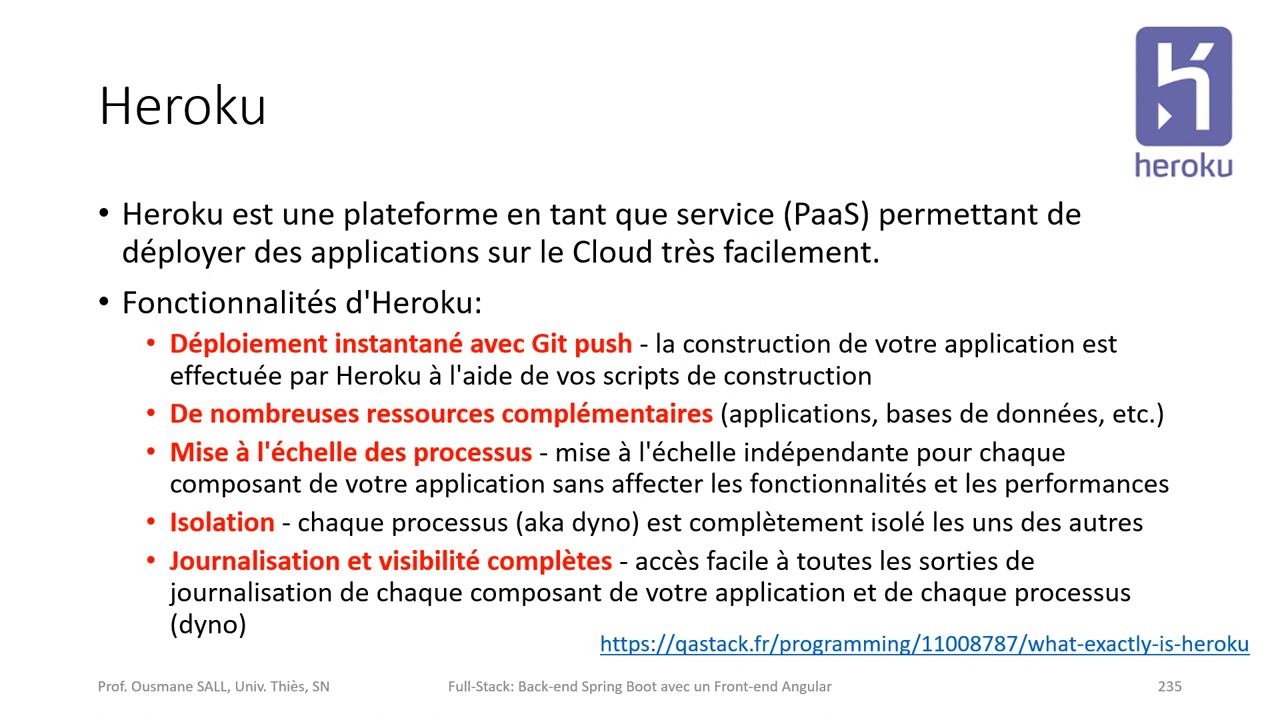 Heroku
heroku
• Heroku est une plateforme en tant que service (PaaS) permettant de
déployer des applications sur le Cloud très facilement.
• Fonctionnalités d'Heroku:
• Déploiement instantané avec Git push - la construction de votre application est
effectuée par Heroku à l'aide de vos scripts de construction
• De nombreuses ressources complémentaires (applications, bases de données, etc.)
• Mise à l'échelle des processus - mise à l'échelle indépendante pour chaque
composant de votre application sans affecter les fonctionnalités et les performances
• Isolation - chaque processus (aka dyno) est complètement isolé les uns des autres
• Journalisation et visibilité complètes - accès facile à toutes les sorties de
journalisation de chaque composant de votre application et de chaque processus
(dyno)
https://qastack.fr/programming/11008787/what-exactly-is-heroku
Prof. Ousmane SALL, Univ. Thiès, SN
Full-Stack: Back-end Spring Boot avec un Front-end Angular
235